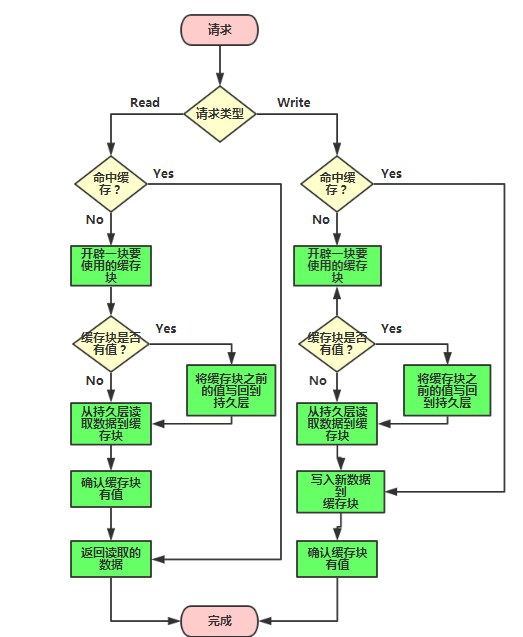 请求
请求类型
Read
Write
命中缓
存？
Yes
No
命中缓
存？
Yes
No
开辟一块要
使用的缓存
块
开辟一块要
使用的缓存
块
缓存块是否
有值？
Yes
No
缓存块是否
有值？
Yes
No
将缓存块之前
的值写回到
持久层
将缓存块之
前的值写回
到持久层
从持久层读
取数据到缓
存块
从持久层读
取数据到缓
存块
确认缓存块
有值
写入新数据
到
缓存块
返回读取的
数据
确认缓存块
有值
完成